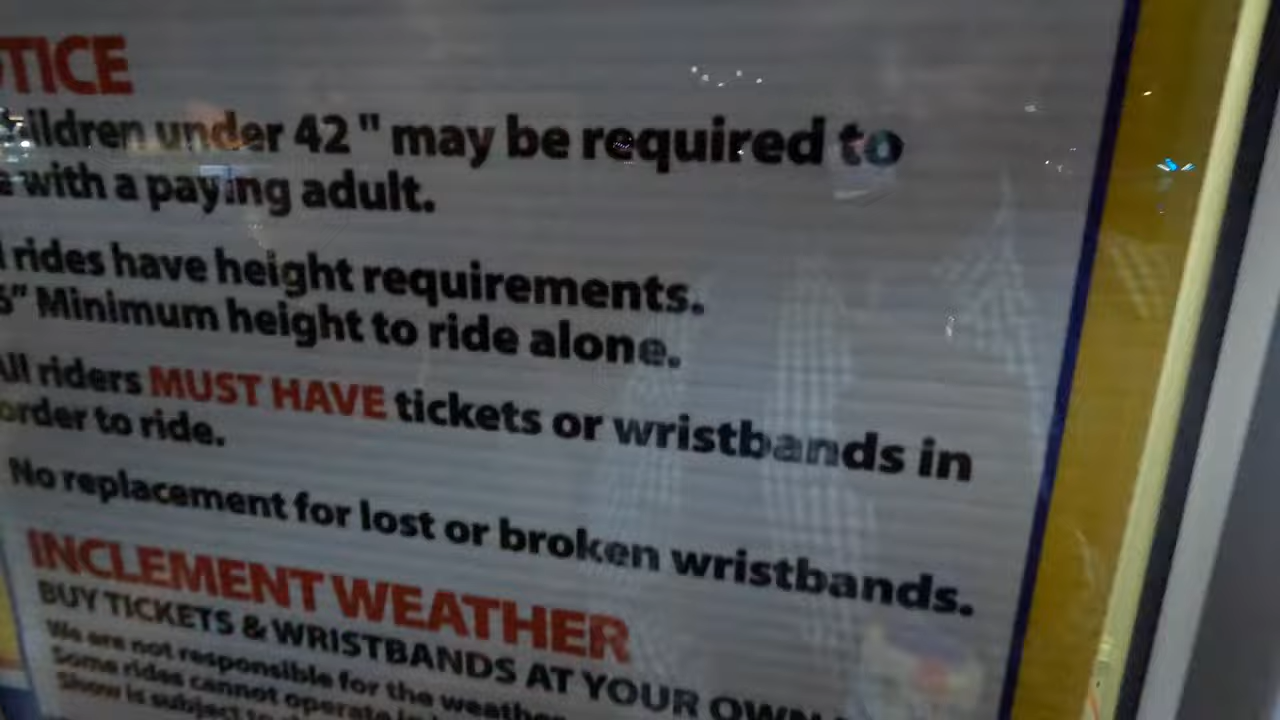 TICE
ildren under 42 " may be required to
with a paying adult.
rides have height requirements.
6" Minimum height to ride alone.
All riders MUST HAVE tickets or wristbands in
order to ride.
No replacement for lost or broken wristbands.
INCLEMENT WEATHER
BUY TICKETS & WRISTBANDS AT YOUR OWN
We are not responsible for the weather
Some rides cannot operate in
Show is subject to